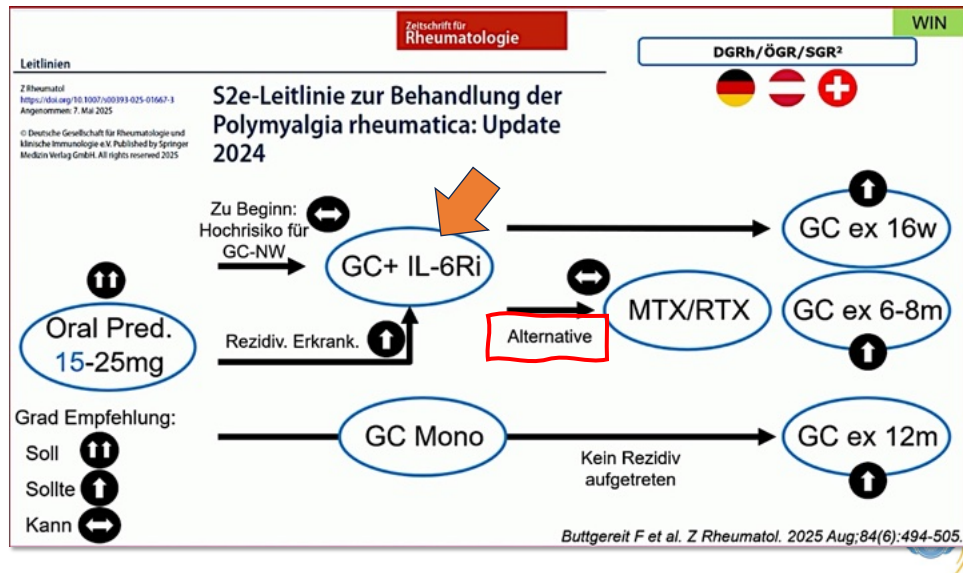 Zeitschrift für
Rheumatologie
WIN
DGRh/ÖGR/SGR²
Leitlinien
Z Rheumatol
https://doi.org/10.1007/s00393-025-01667-3
Angenommen: 7. Mai 2025
© Deutsche Gesellschaft für Rheumatologie und
klinische Immunologie e.V. Published by Springer
Medizin Verlag GmbH. All rights reserved 2025
S2e-Leitlinie zur Behandlung der
Polymyalgia rheumatica: Update
2024
Zu Beginn:
Hochrisiko für
GC-NW
GC+ IL-6Ri
GC ex 16w
Oral Pred.
15-25mg
Rezidiv. Erkrank.
Alternative
MTX/RTX
GC ex 6-8m
Grad Empfehlung:
Soll
Sollte
Kann
GC Mono
Kein Rezidiv
aufgetreten
GC ex 12m
Buttgereit F et al. Z Rheumatol. 2025 Aug;84(6):494-505.